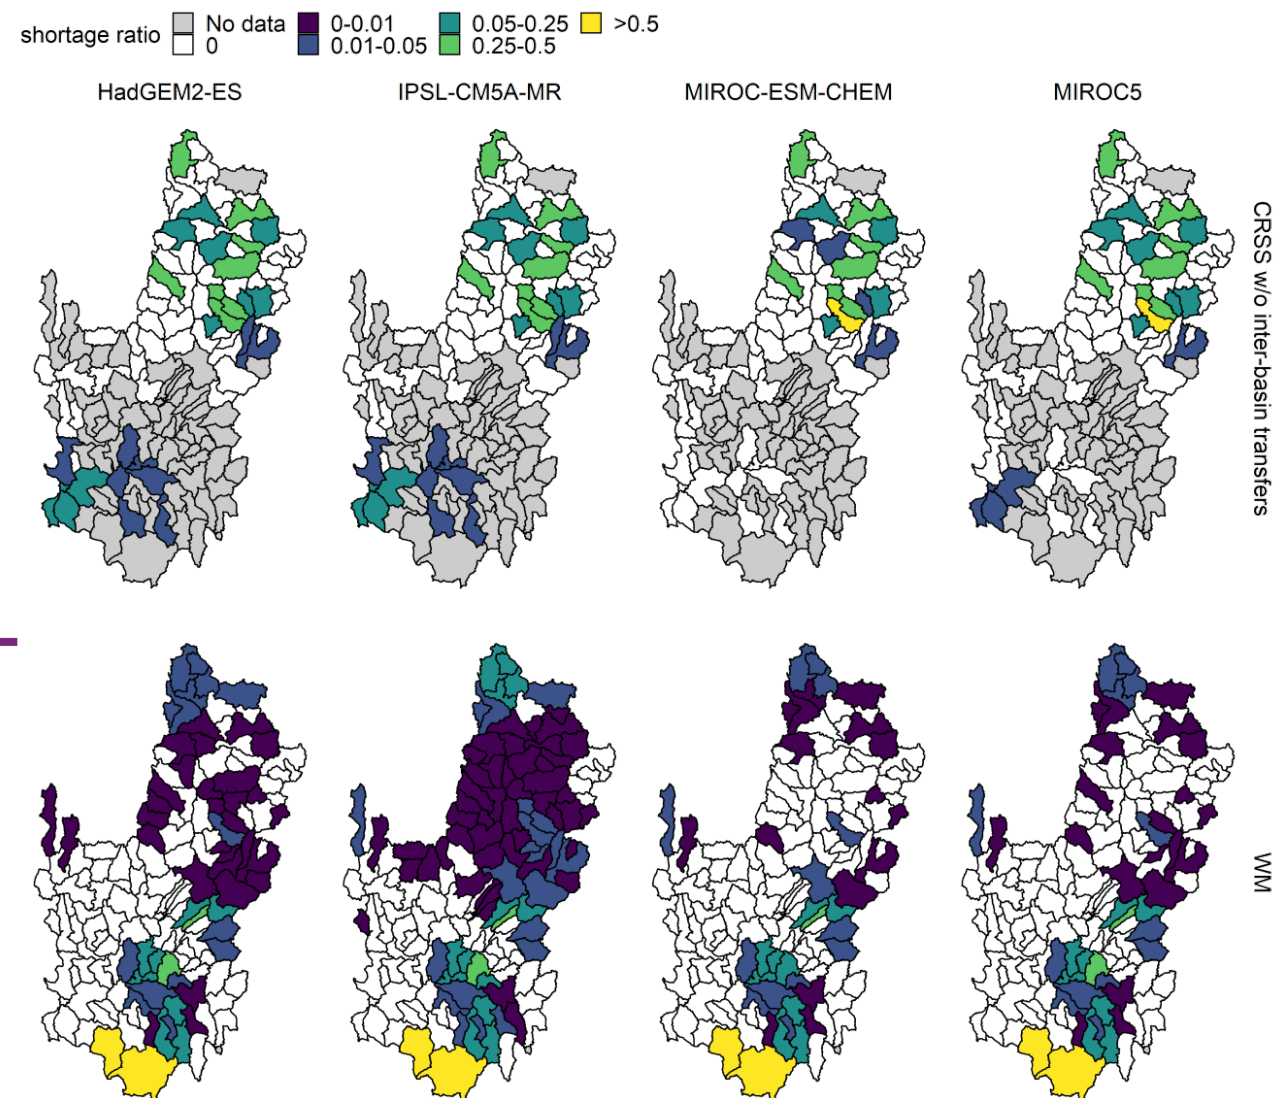 shortage ratio
No data
0
0-0.01
0.01-0.05
0.05-0.25
0.25-0.5
>0.5
HadGEM2-ES
IPSL-CM5A-MR
MIROC-ESM-CHEM
MIROC5
CRSS w/o inter-basin transfers
WM